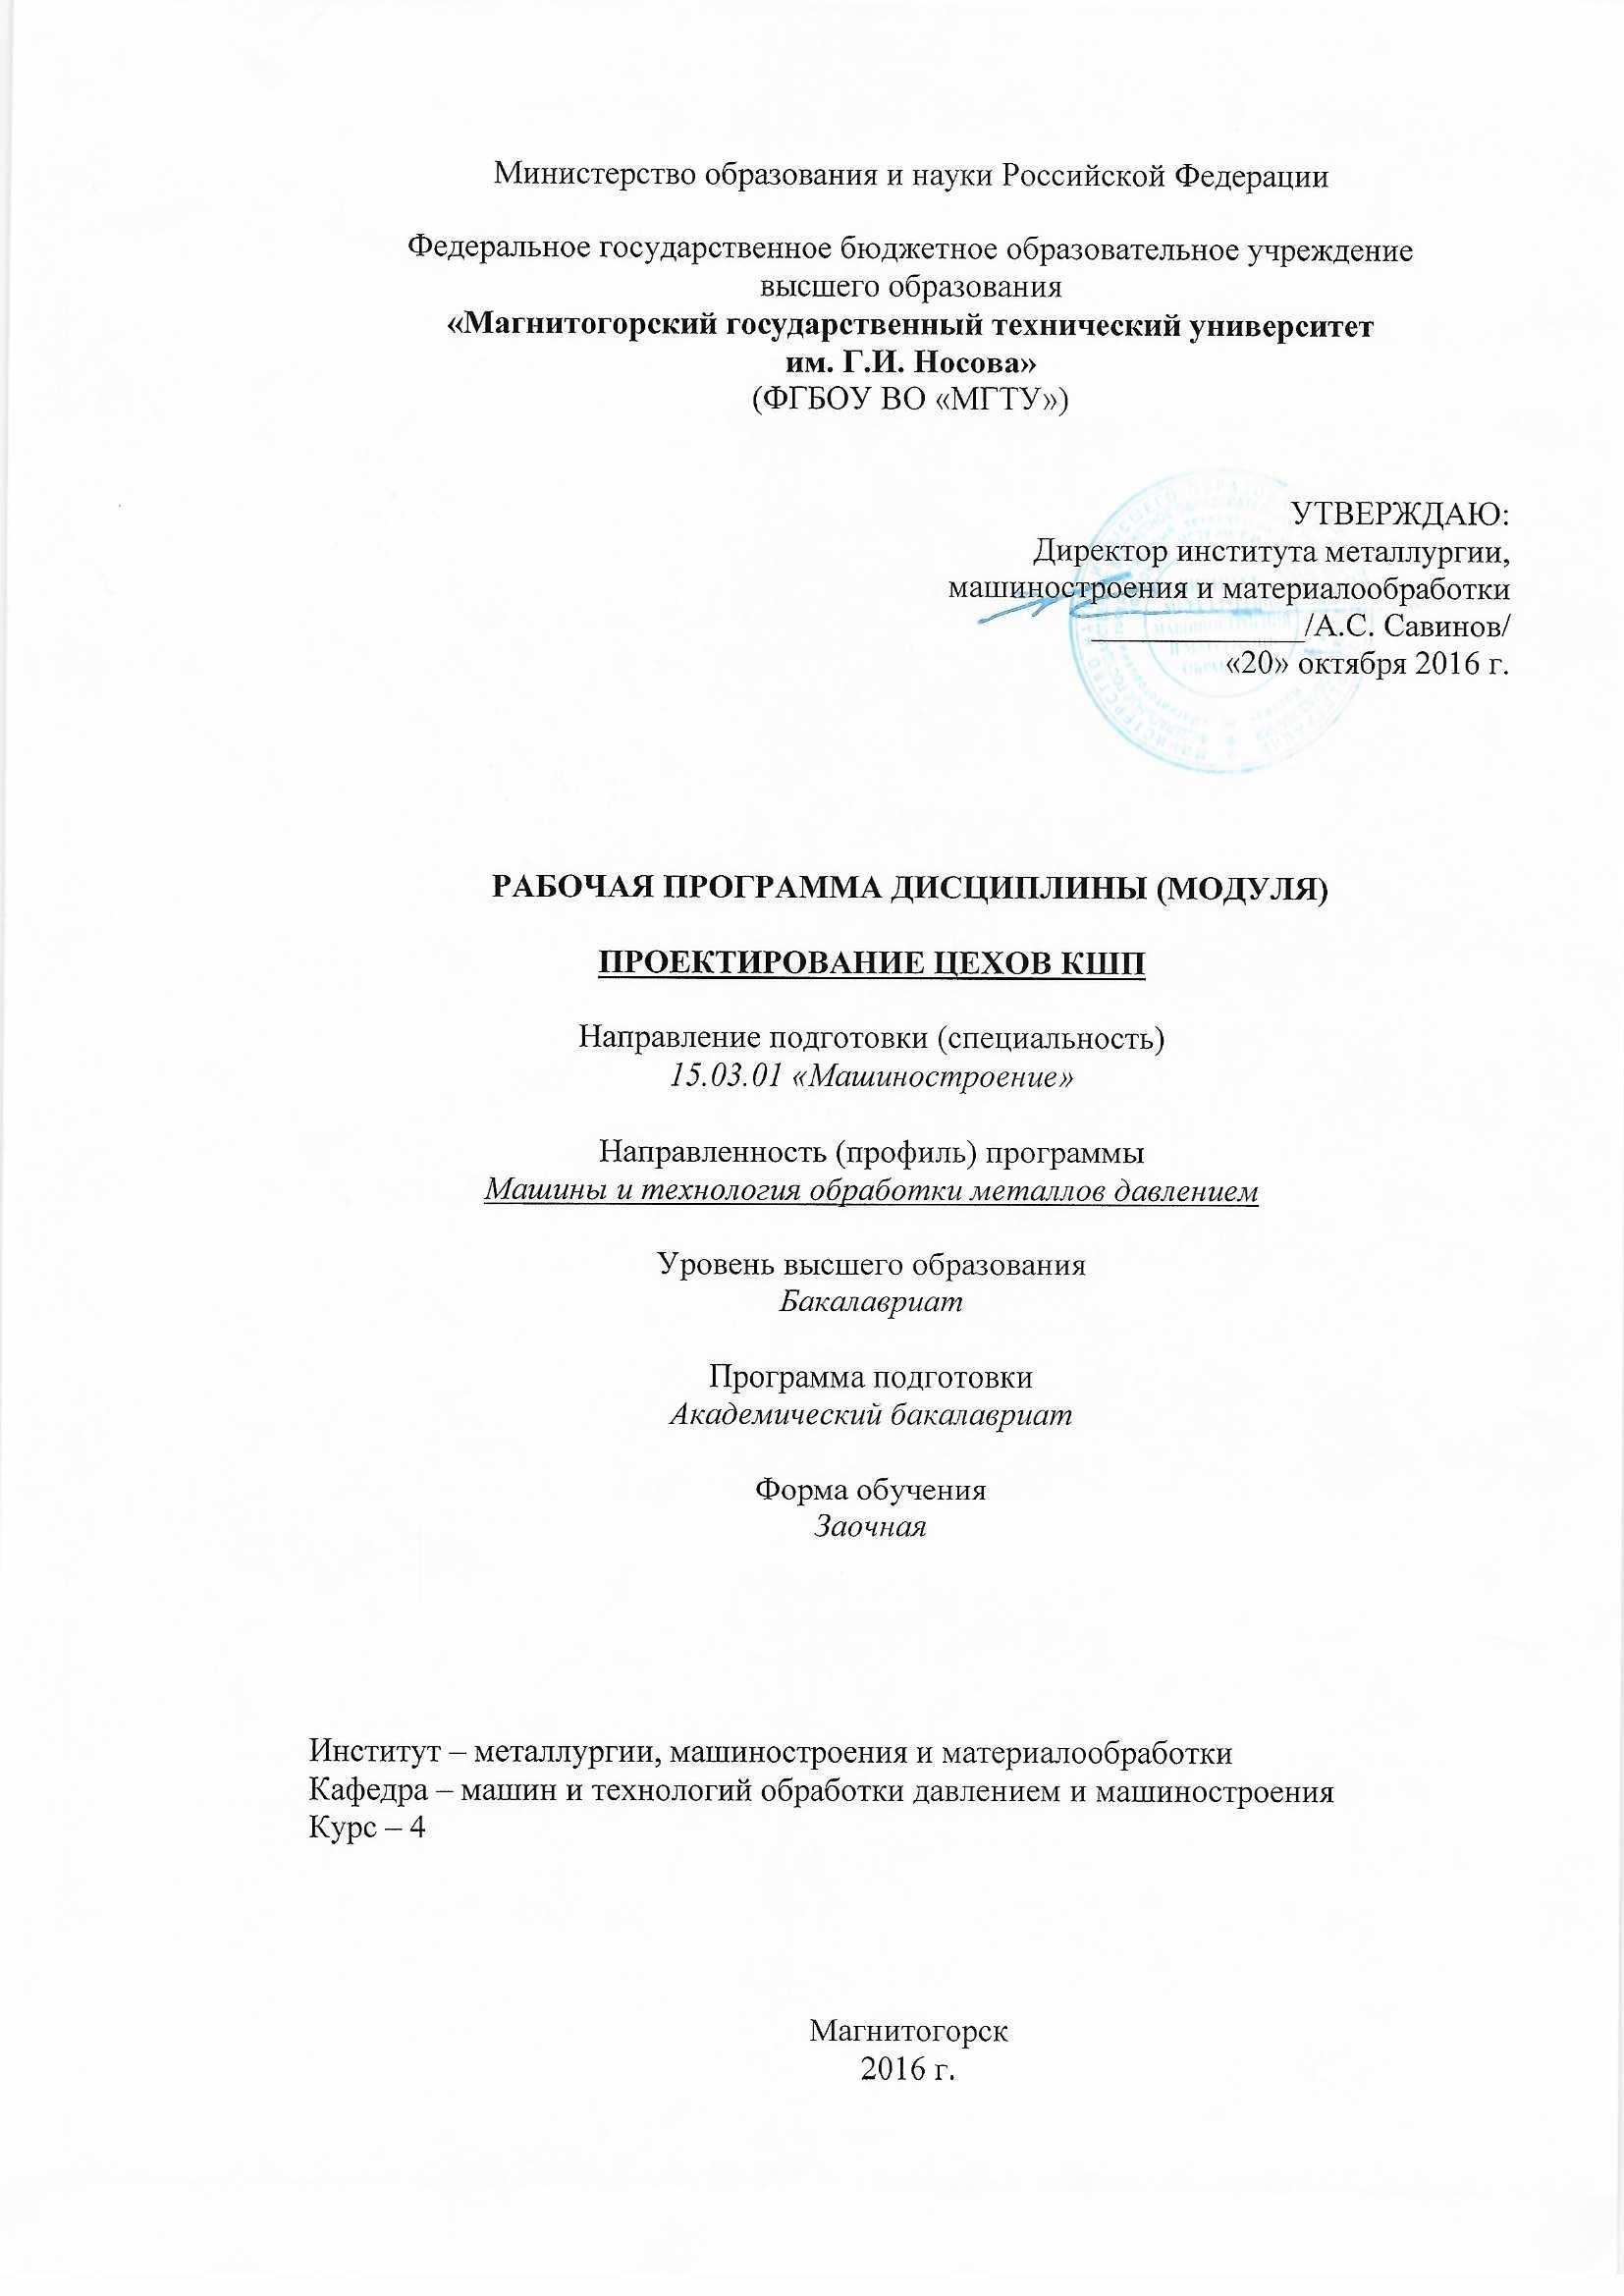 Министерство образования и науки Российской Федерации
Федеральное государственное бюджетное образовательное учреждение
высшего образования
«Магнитогорский государственный технический университет
им. Г.И. Носова»
(ФГБОУ ВО «МГТУ»)
УТВЕРЖДАЮ:
Директор института металлургии,
машиностроения и материалообработки
_____________/А.С. Савинов/
«20» октября 2016 г.
РАБОЧАЯ ПРОГРАММА ДИСЦИПЛИНЫ (МОДУЛЯ)
ПРОЕКТИРОВАНИЕ ЦЕХОВ КШП
Направление подготовки (специальность)
15.03.01 «Машиностроение»
Направленность (профиль) программы
Машины и технология обработки металлов давлением
Уровень высшего образования
Бакалавриат
Программа подготовки
Академический бакалавриат
Форма обучения
Заочная
Институт – металлургии, машиностроения и материалообработки
Кафедра – машин и технологий обработки давлением и машиностроения
Курс – 4
Магнитогорск
2016 г.